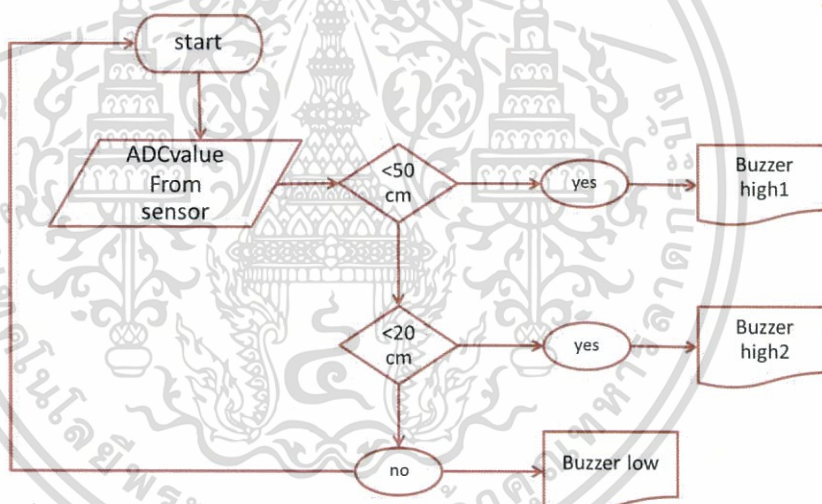 start
ADCvalue
From
sensor
<50
cm
yes
Buzzer
high1
<20
cm
yes
Buzzer
high2
no
Buzzer low